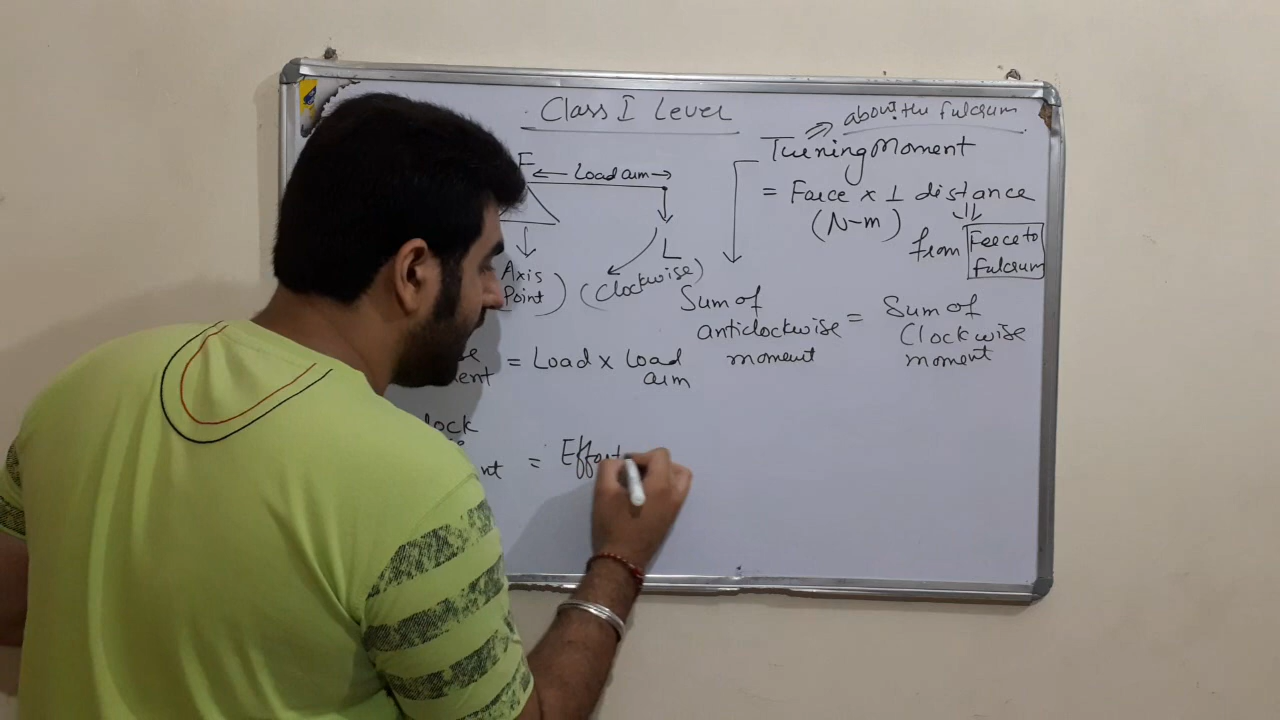 Class I Level
about the fulcrum
Turning Moment
= Force x ⊥ distance
(N-m)
from Force to
fulcrum
F
Load arm
L
Axis
Point)
(Clockwise)
Sum of
anticlockwise
moment
=
Sum of
Clockwise
moment
= Load x Load
arm
lock
nt = Effort